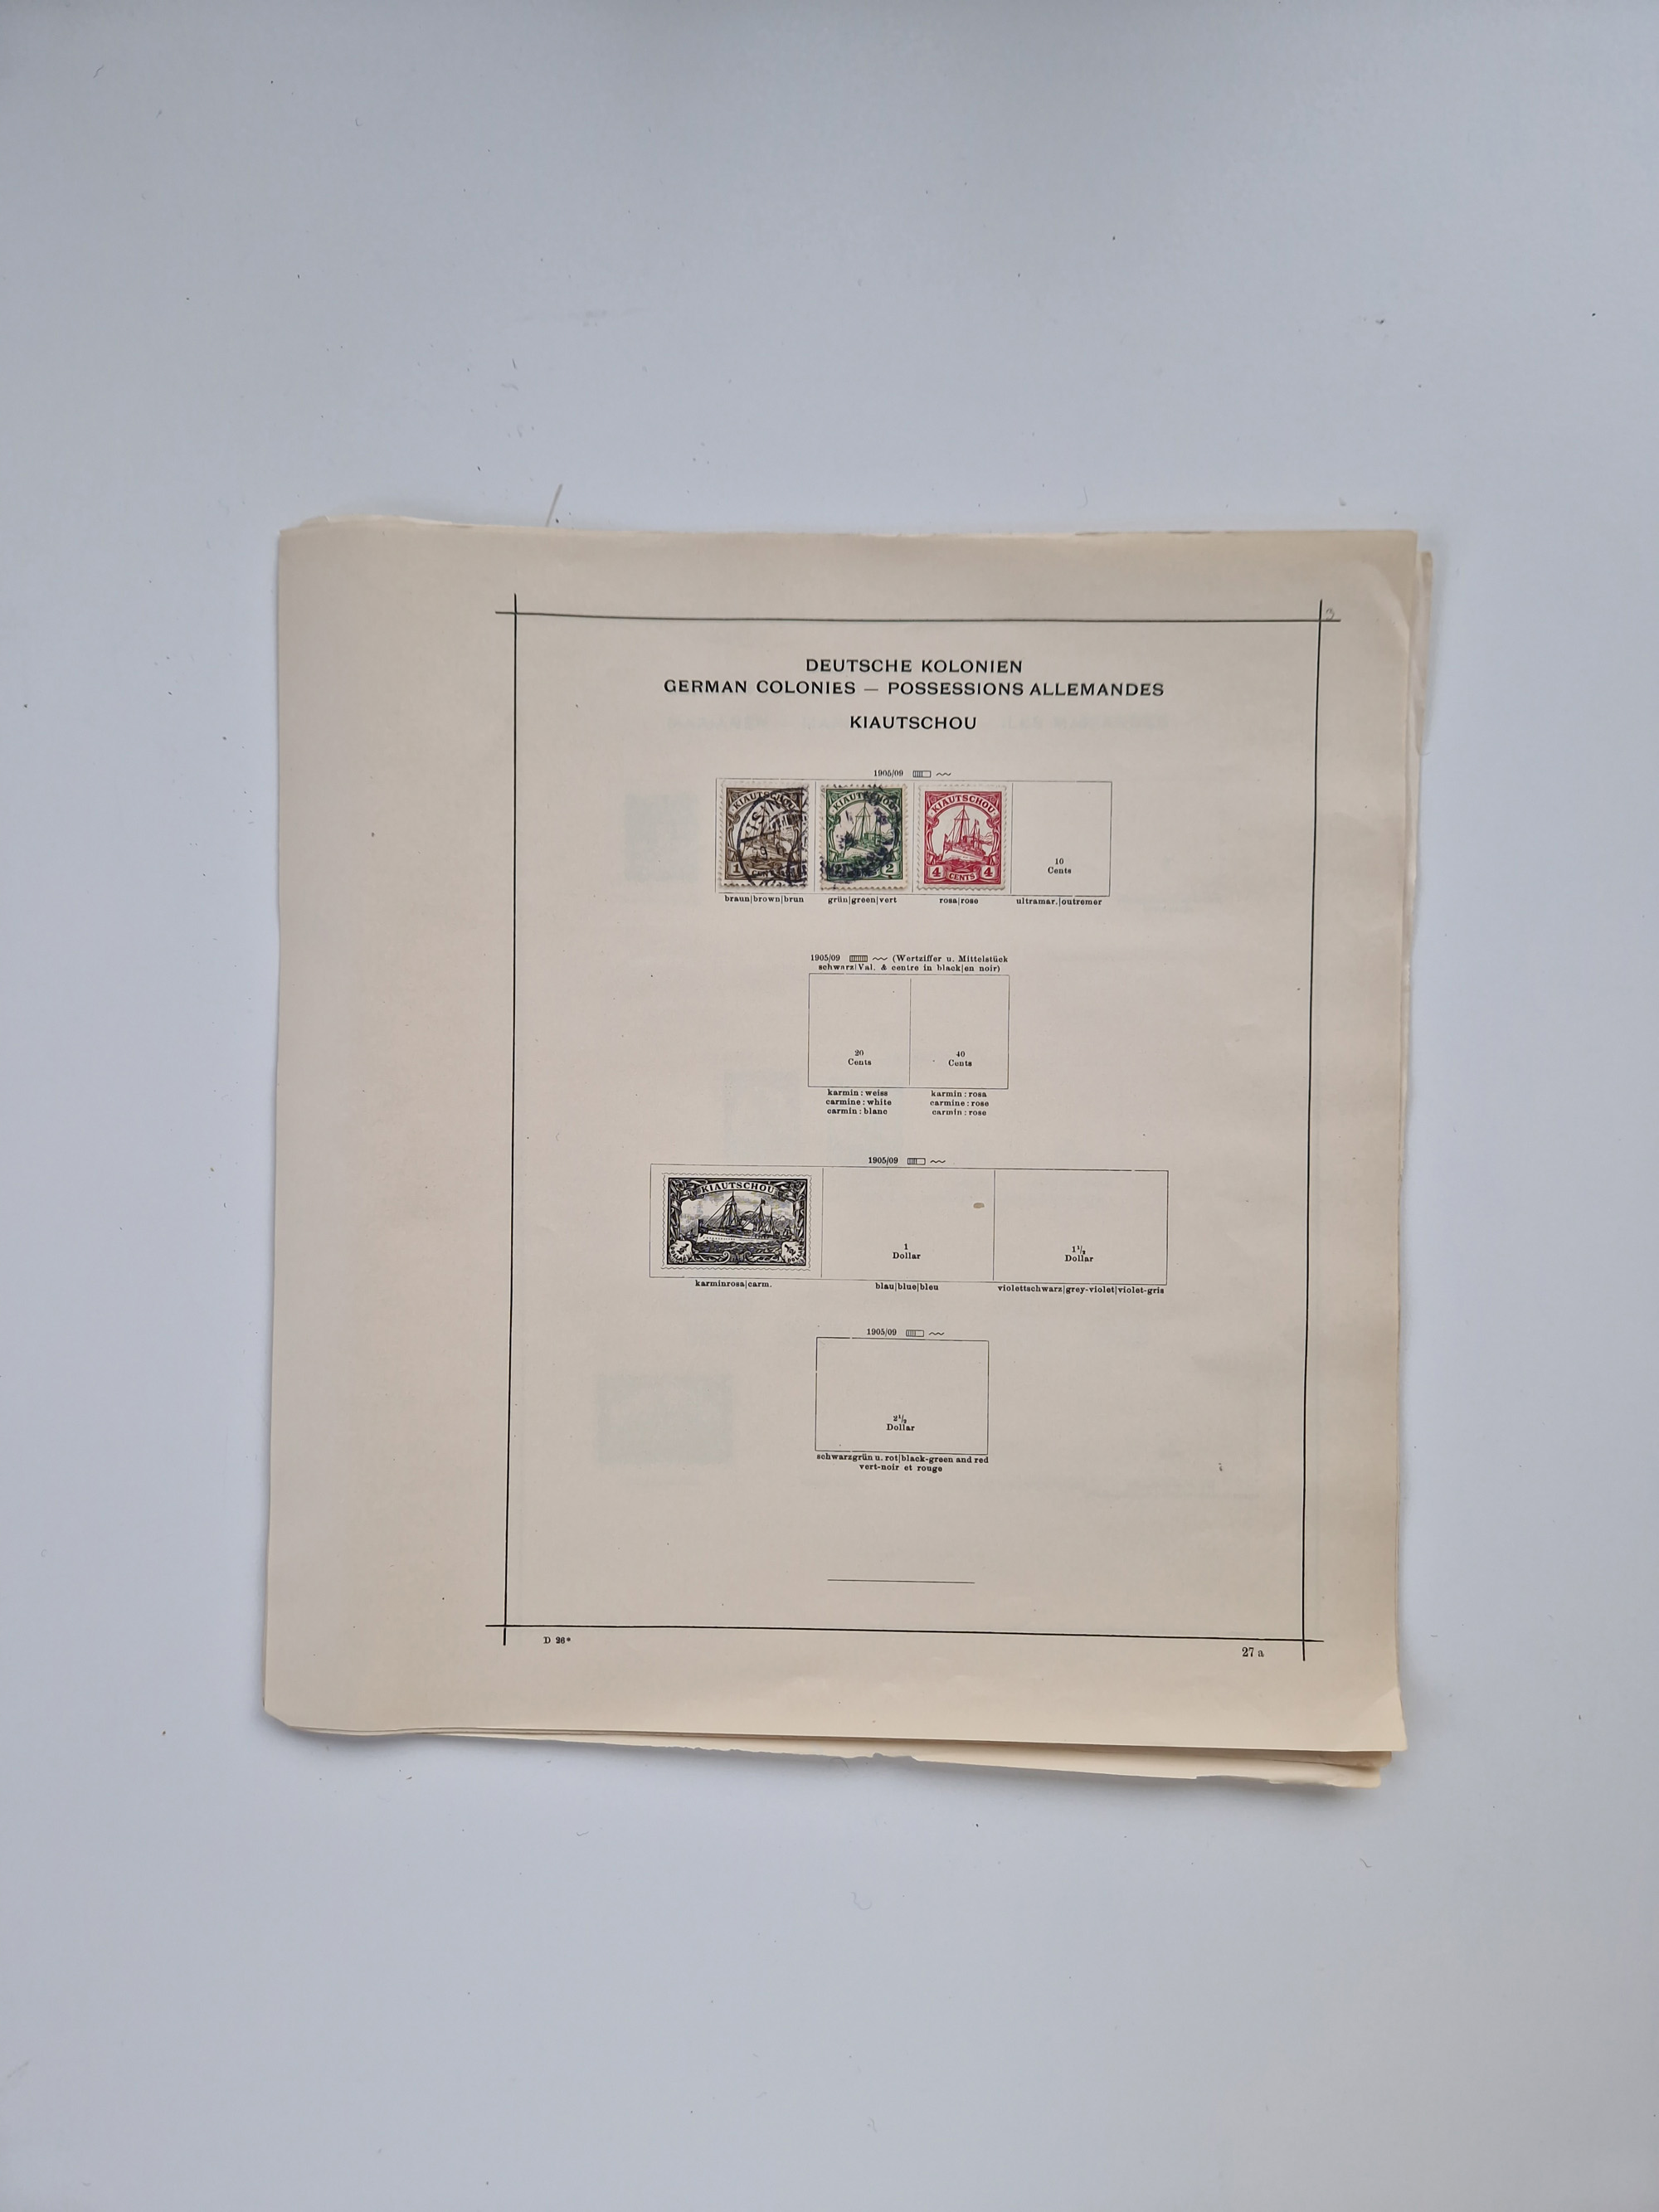 3
DEUTSCHE KOLONIEN
GERMAN COLONIES — POSSESSIONS ALLEMANDES
KIAUTSCHOU
1905/09
KIAUTSCHOU
1
KIAUTSCHOU
2
KIAUTSCHOU
4 CENTS 4
10
Cents
braun|brown|brun
grün|green|vert
rosa|rose
ultramar.|outremer
1905/09 (Wertziffer u. Mittelstück
schwarz|Val. & centre in black|en noir)
20
Cents
40
Cents
karmin : weiss
carmine : white
carmin : blanc
karmin : rosa
carmine : rose
carmin : rose
1905/09
KIAUTSCHOU
1
Dollar
1½
Dollar
karminrosa|carm.
blau|blue|bleu
violettschwarz|grey-violet|violet-gris
1905/09
2½
Dollar
schwarzgrün u. rot|black-green and red
vert-noir et rouge
D 26*
27 a